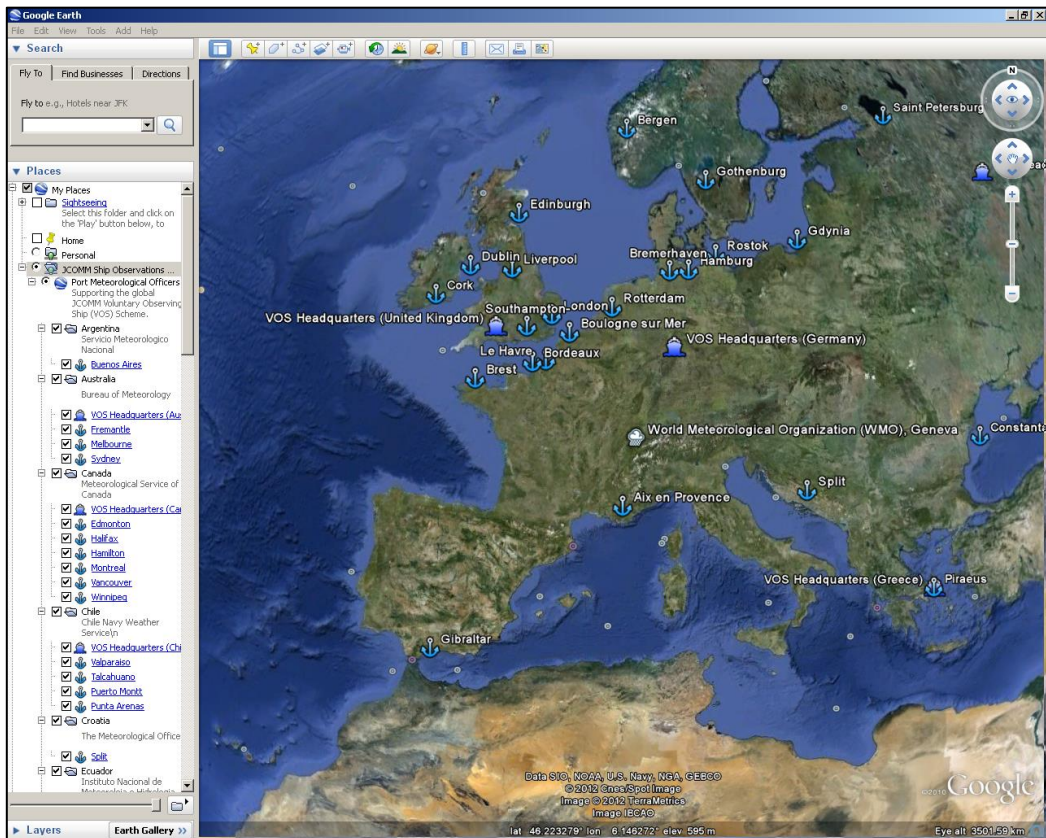 Google Earth
File Edit View Tools Add Help
Search
Fly To Find Businesses Directions
Fly to e.g., Hotels near JFK
Places
My Places
Sightseeing
Select this folder and click on
the 'Play' button below, to
Home
Personal
JCOMM Ship Observations ...
Port Meteorological Officers
Supporting the global
JCOMM Voluntary Observing
Ship (VOS) Scheme.
Argentina
Servicio Meteorologico
Nacional
Buenos Aires
Australia
Bureau of Meteorology
VOS Headquarters (Aus
Fremantle
Melbourne
Sydney
Canada
Meteorological Service of
Canada
VOS Headquarters (Can
Edmonton
Halifax
Hamilton
Montreal
Vancouver
Winnipeg
Chile
Chile Navy Weather
Service\n
VOS Headquarters (Chi
Valparaiso
Talcahuano
Puerto Montt
Punta Arenas
Croatia
The Meteorological Office
Split
Ecuador
Instituto Nacional de
Layers
Earth Gallery >>
N
Bergen
Saint Petersburg
Gothenburg
Edinburgh
Gdynia
Rostok
Bremerhaven
Hamburg
Dublin
Liverpool
Cork
Rotterdam
Southampton
London
VOS Headquarters (United Kingdom)
Boulogne sur Mer
VOS Headquarters (Germany)
Le Havre
Bordeaux
Brest
World Meteorological Organization (WMO), Geneva
Constanta
Split
Aix en Provence
VOS Headquarters (Greece)
Piraeus
Gibraltar
Data SIO, NOAA, U.S. Navy, NGA, GEBCO
© 2012 Cnes/Spot Image
Image © 2012 TerraMetrics
Image IBCAO
©2010 Google
lat 46.223279° lon 6.146272° elev 595 m
Eye alt 3501.59 km